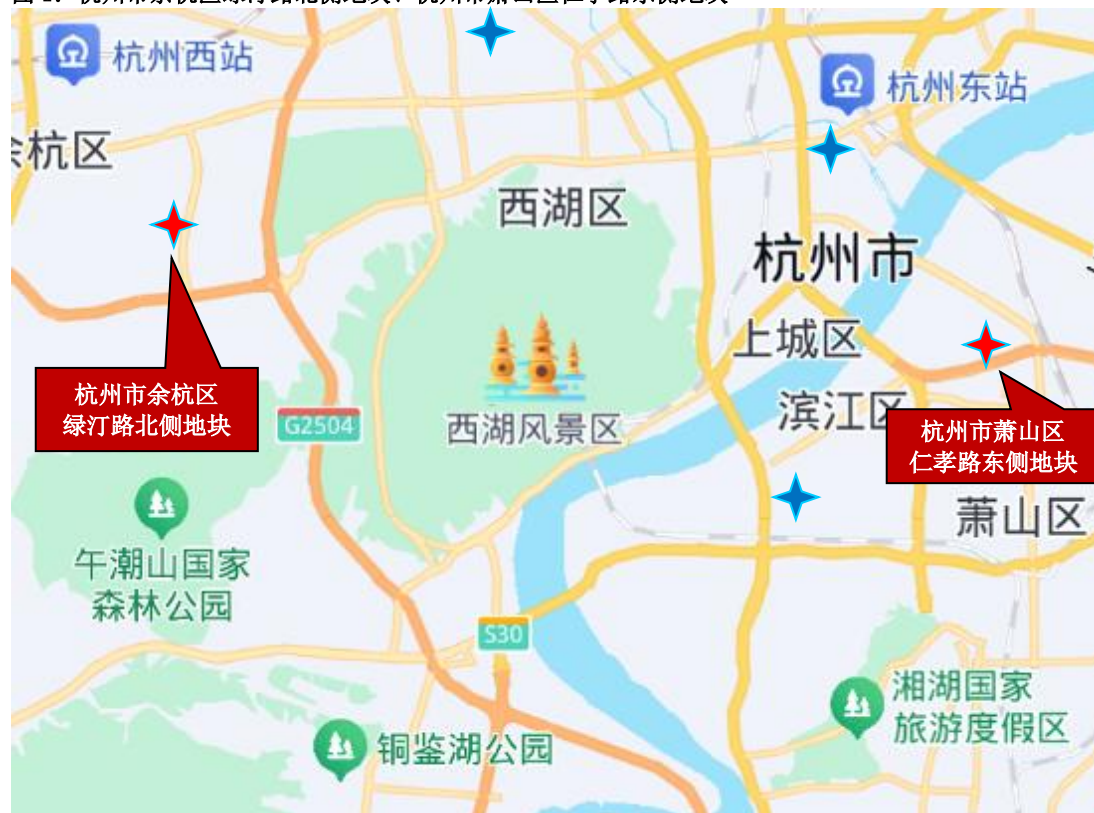 杭州西站
杭州东站
杭区
西湖区
杭州市
上城区
杭州市余杭区
绿汀路北侧地块
G2504
西湖风景区
滨江区
杭州市萧山区
仁孝路东侧地块
萧山区
午潮山国家
森林公园
S30
湘湖国家
旅游度假区
铜鉴湖公园